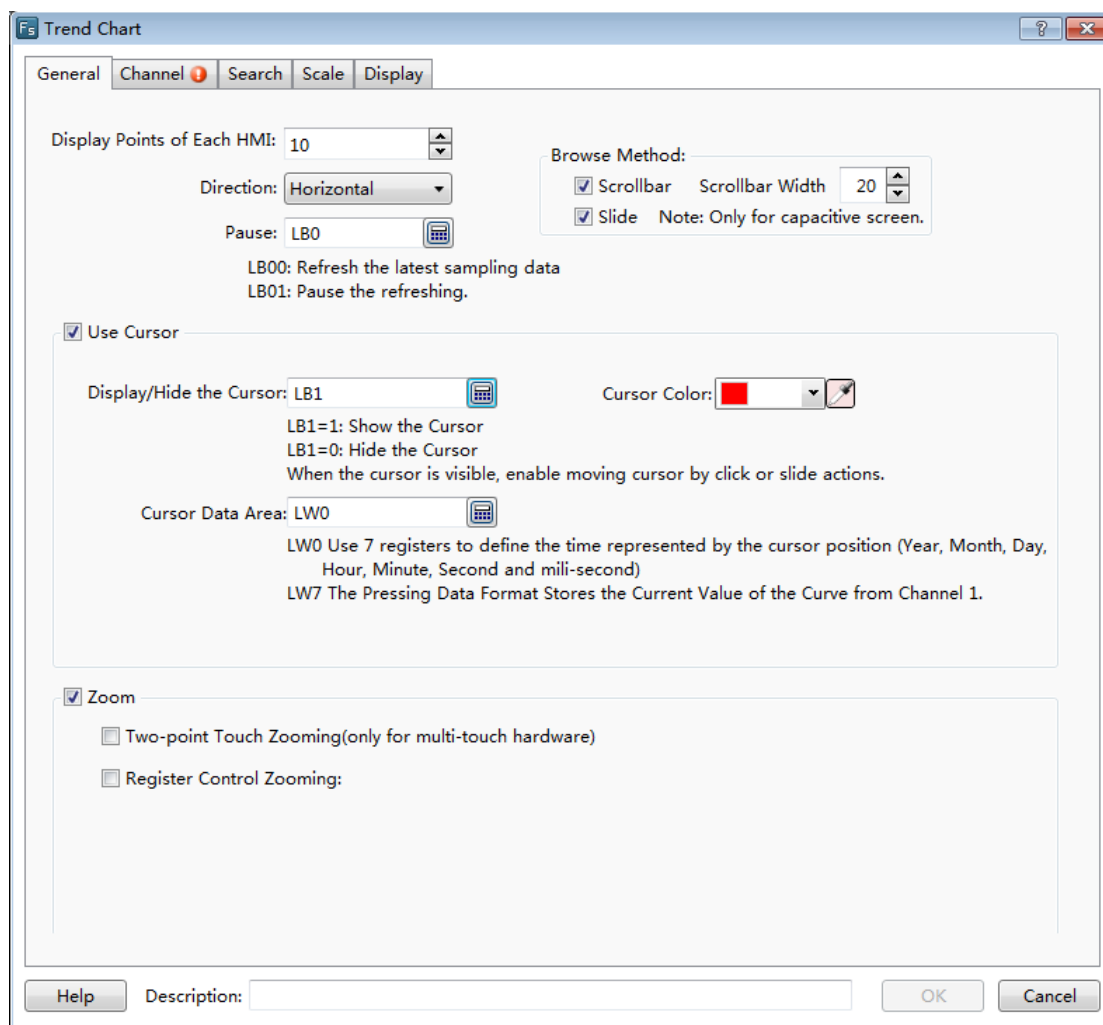 Fs Trend Chart
General Channel Search Scale Display
Display Points of Each HMI: 10
Direction: Horizontal
Pause: LB0
LB00: Refresh the latest sampling data
LB01: Pause the refreshing.
Browse Method:
Scrollbar Scrollbar Width 20
Slide Note: Only for capacitive screen.
Use Cursor
Display/Hide the Cursor: LB1 Cursor Color:
LB1=1: Show the Cursor
LB1=0: Hide the Cursor
When the cursor is visible, enable moving cursor by click or slide actions.
Cursor Data Area: LW0
LW0 Use 7 registers to define the time represented by the cursor position (Year, Month, Day,
Hour, Minute, Second and mili-second)
LW7 The Pressing Data Format Stores the Current Value of the Curve from Channel 1.
Zoom
Two-point Touch Zooming(only for multi-touch hardware)
Register Control Zooming:
Help Description: OK Cancel